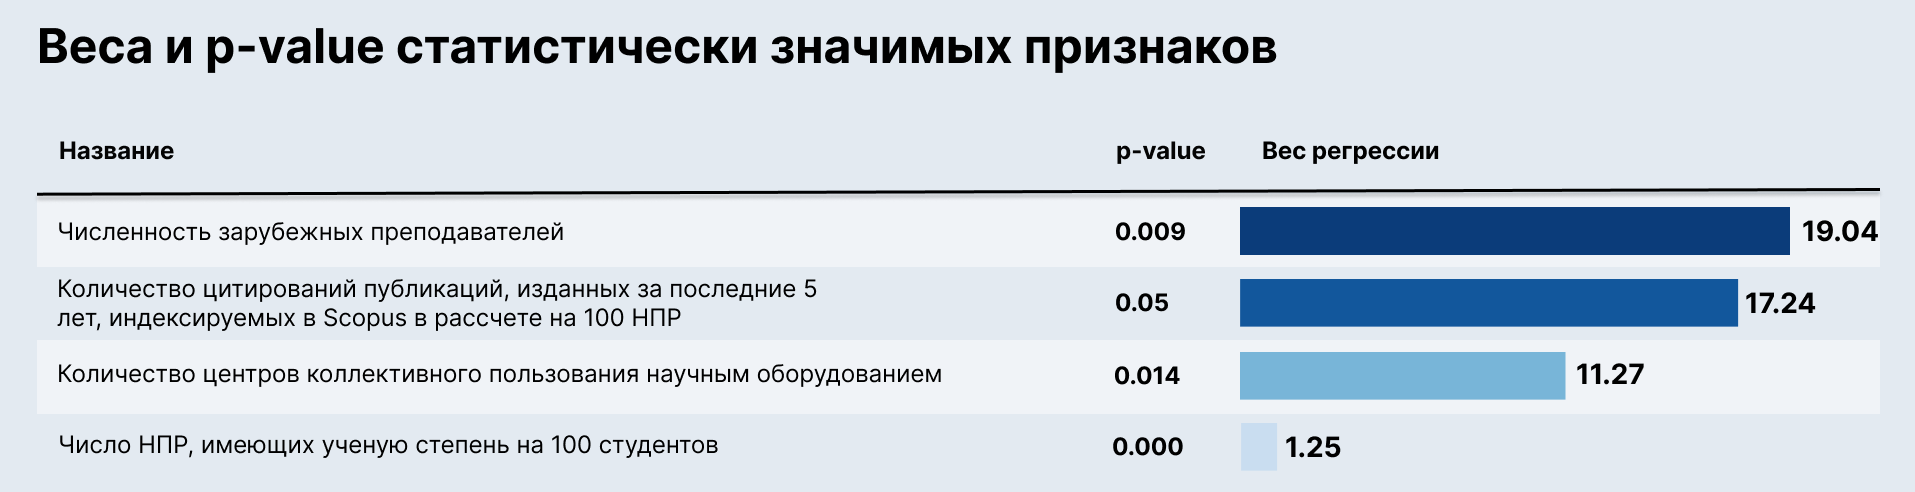 Веса и p-value статистически значимых признаков
Название p-value Вес регрессии
Численность зарубежных преподавателей 0.009 19.04
Количество цитирований публикаций, изданных за последние 5
лет, индексируемых в Scopus в рассчете на 100 НПР 0.05 17.24
Количество центров коллективного пользования научным оборудованием 0.014 11.27
Число НПР, имеющих ученую степень на 100 студентов 0.000 1.25